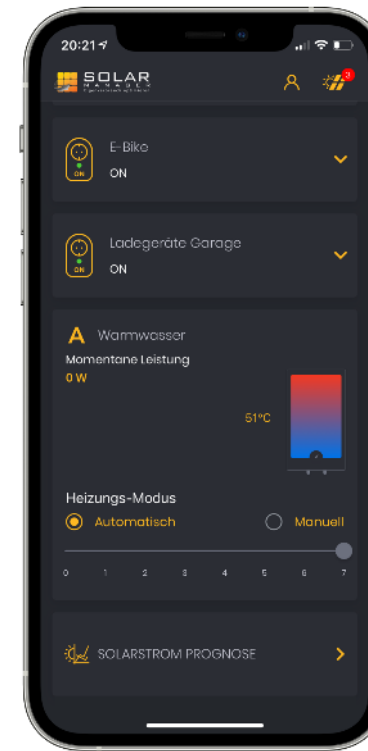 20:21
3
SOLAR
MANAGER
E-Bike
ON
ON
Ladegeräte Garage
ON
ON
A Warmwasser
Momentane Leistung
0 W
51°C
Heizungs-Modus
Automatisch
Manuell
0 1 2 3 4 5 6 7
SOLARSTROM PROGNOSE